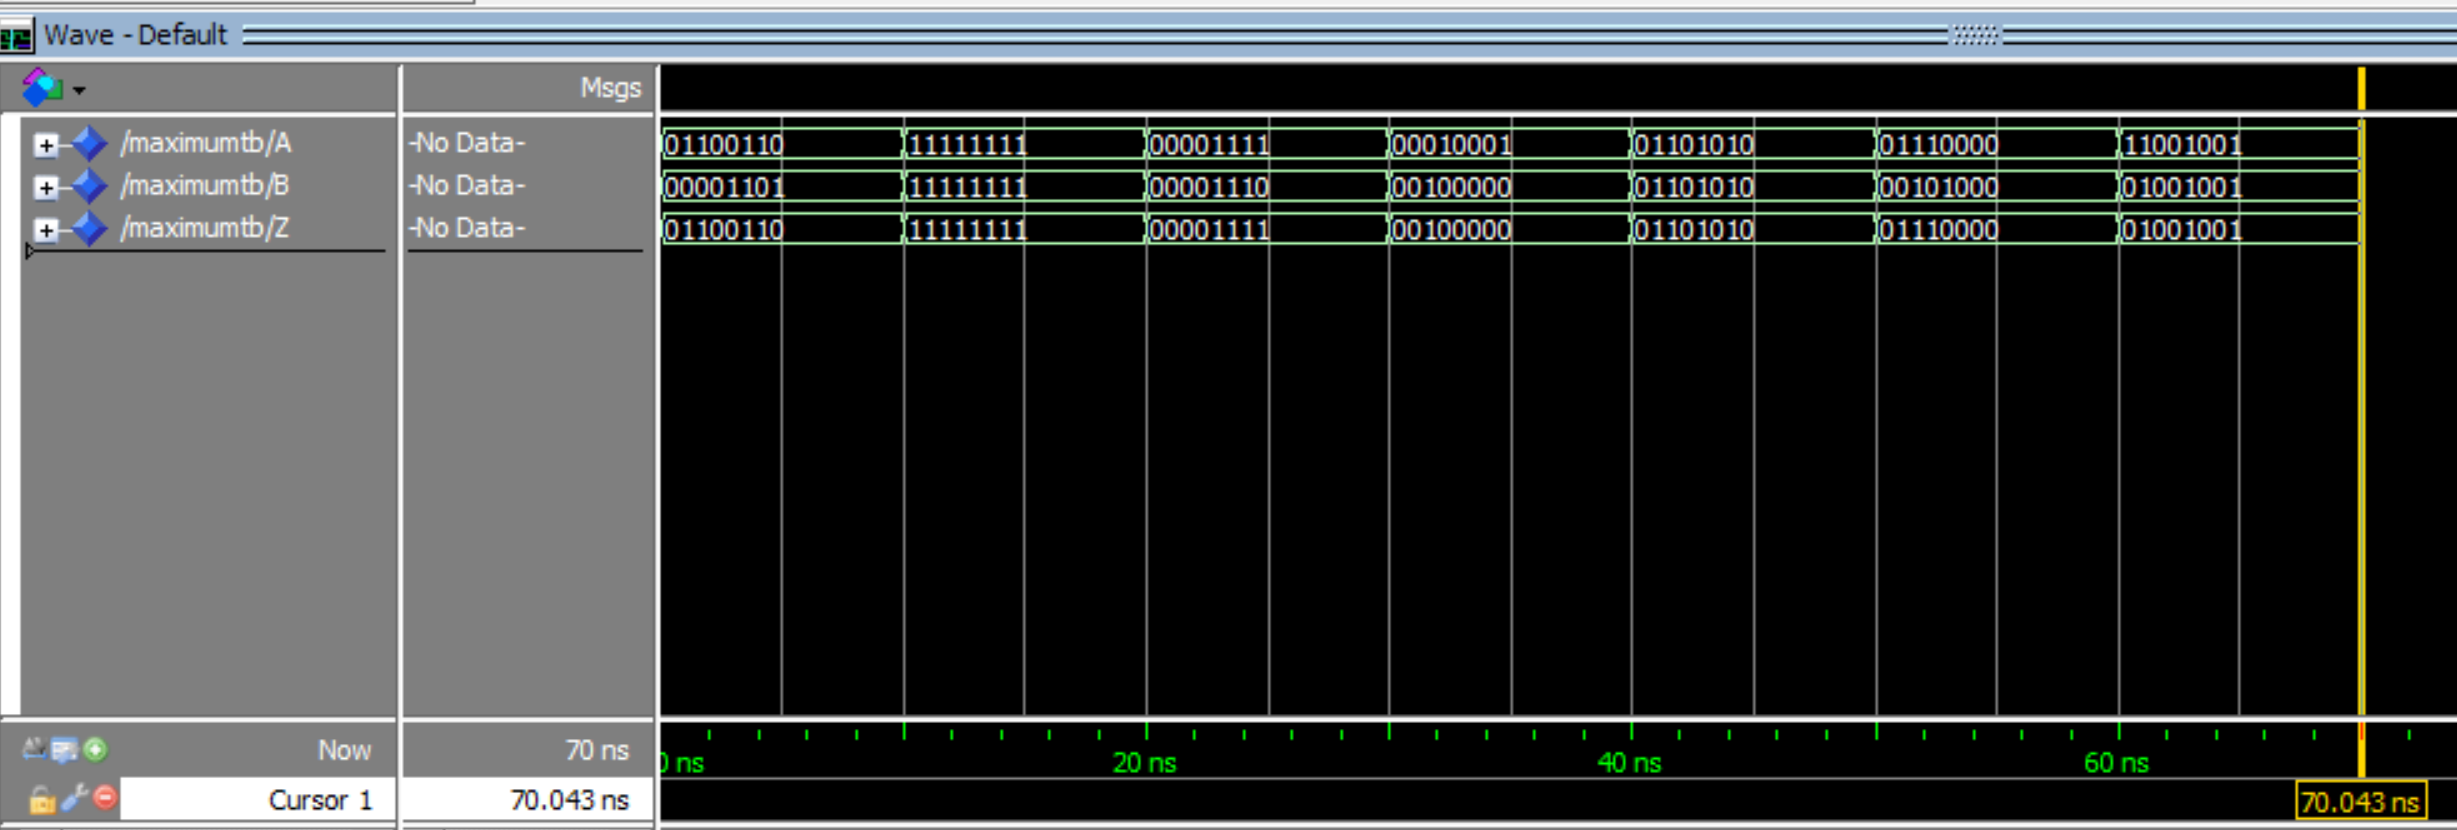 Wave - Default
Msgs
/maximumtb/A -No Data- 01100110 11111111 00001111 00010001 01101010 01110000 11001001
/maximumtb/B -No Data- 00001101 11111111 00001110 00100000 01101010 00101000 01001001
/maximumtb/Z -No Data- 01100110 11111111 00001111 00100000 01101010 01110000 01001001
Now 70 ns 0 ns 20 ns 40 ns 60 ns
Cursor 1 70.043 ns 70.043 ns